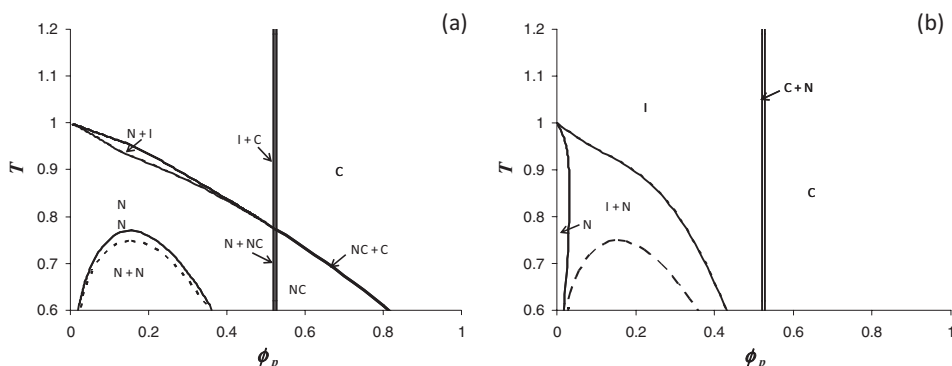 (a)
1.2
1.1
1
0.9
0.8
0.7
0.6
T
N + I
I + C
C
N
N
N + N
N + NC
NC + C
NC
0 0.2 0.4 0.6 0.8 1
ϕp
(b)
1.2
1.1
1
0.9
0.8
0.7
0.6
T
I
C + N
C
I + N
N
0 0.2 0.4 0.6 0.8 1
ϕp